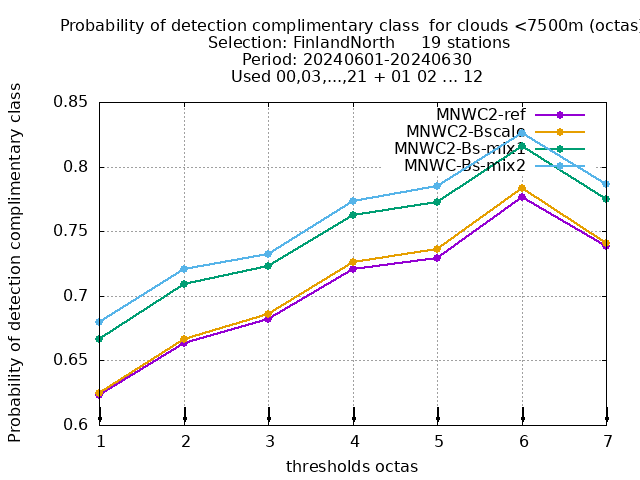 Probability of detection complimentary class  for clouds <7500m (octas)
Selection: FinlandNorth     19 stations
Period: 20240601-20240630
Used 00,03,...,21 + 01 02 ... 12
Probability of detection complimentary class
0.85
0.8
0.75
0.7
0.65
0.6
MNWC2-ref
MNWC2-Bscale
MNWC2-Bs-mix1
MNWC-Bs-mix2
1 2 3 4 5 6 7
thresholds octas